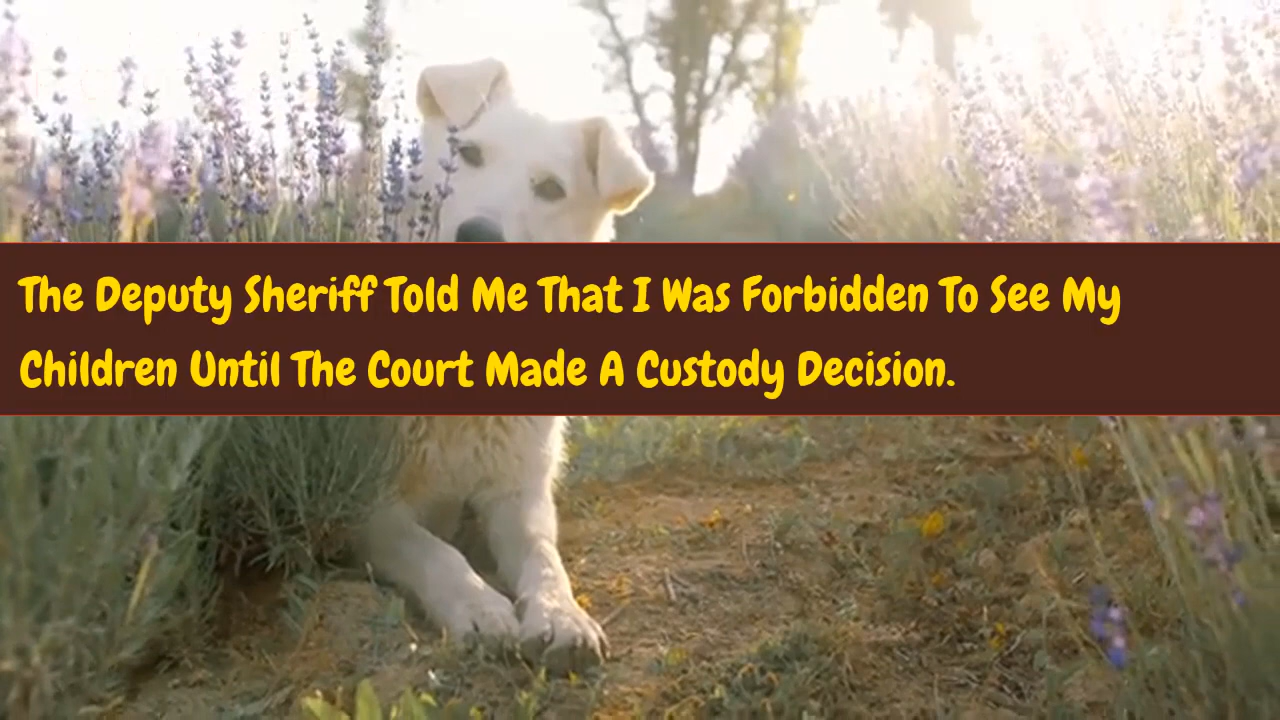 The Deputy Sheriff Told Me That I Was Forbidden To See My
Children Until The Court Made A Custody Decision.